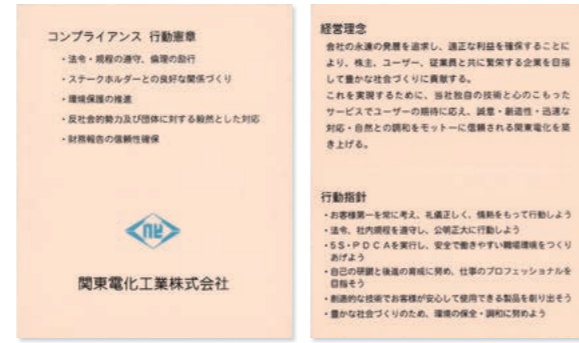 コンプライアンス 行動憲章
・法令・規程の遵守、倫理の励行
・ステークホルダーとの良好な関係づくり
・環境保護の推進
・反社会的勢力及び団体に対する毅然とした対応
・財務報告の信頼性確保
関東電化工業株式会社
経営理念
会社の永遠の発展を追求し、適正な利益を確保することに
より、株主、ユーザー、従業員と共に繁栄する企業を目指
して豊かな社会づくりに貢献する。
これを実現するために、当社独自の技術と心のこもった
サービスでユーザーの期待に応え、誠意・創造性・迅速な
対応・自然との調和をモットーに信頼される関東電化を築
き上げる。
行動指針
・お客様第一を常に考え、礼儀正しく、情熱をもって行動しよう
・法令、社内規程を遵守し、公明正大に行動しよう
・5S・PDCAを実行し、安全で働きやすい職場環境をつくり
あげよう
・自己の研鑽と後進の育成に努め、仕事のプロフェッショナルを
目指そう
・創造的な技術でお客様が安心して使用できる製品を創り出そう
・豊かな社会づくりのため、環境の保全・調和に努めよう